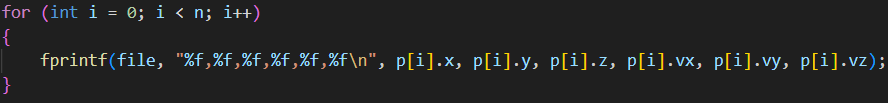 for (int i = 0; i < n; i++)
{
    fprintf(file, "%f,%f,%f,%f,%f,%f\n", p[i].x, p[i].y, p[i].z, p[i].vx, p[i].vy, p[i].vz);
}